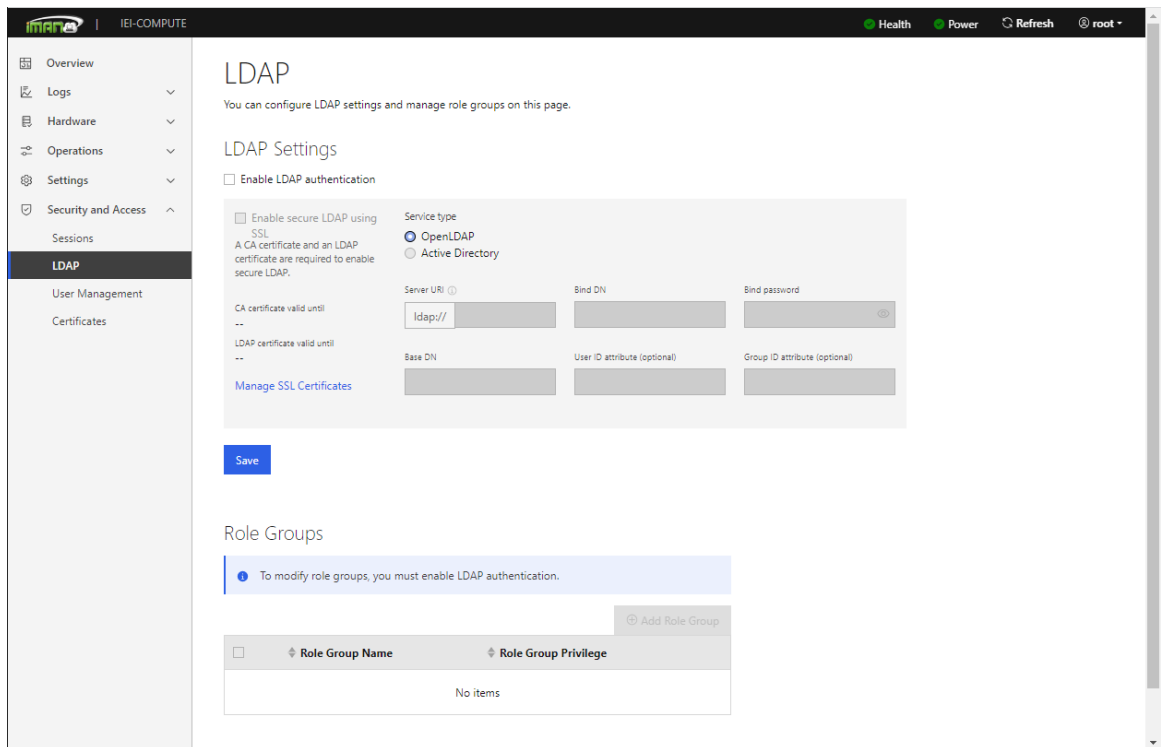 iMAN
| IEI-COMPUTE
Health
Power
Refresh
root
Overview
Logs
Hardware
Operations
Settings
Security and Access
Sessions
LDAP
User Management
Certificates
LDAP
You can configure LDAP settings and manage role groups on this page.
LDAP Settings
Enable LDAP authentication
Enable secure LDAP using
SSL
A CA certificate and an LDAP
certificate are required to enable
secure LDAP.
CA certificate valid until
--
LDAP certificate valid until
--
Manage SSL Certificates
Service type
OpenLDAP
Active Directory
Server URI
ldap://
Bind DN
Bind password
Base DN
User ID attribute (optional)
Group ID attribute (optional)
Save
Role Groups
To modify role groups, you must enable LDAP authentication.
Add Role Group
Role Group Name
Role Group Privilege
No items